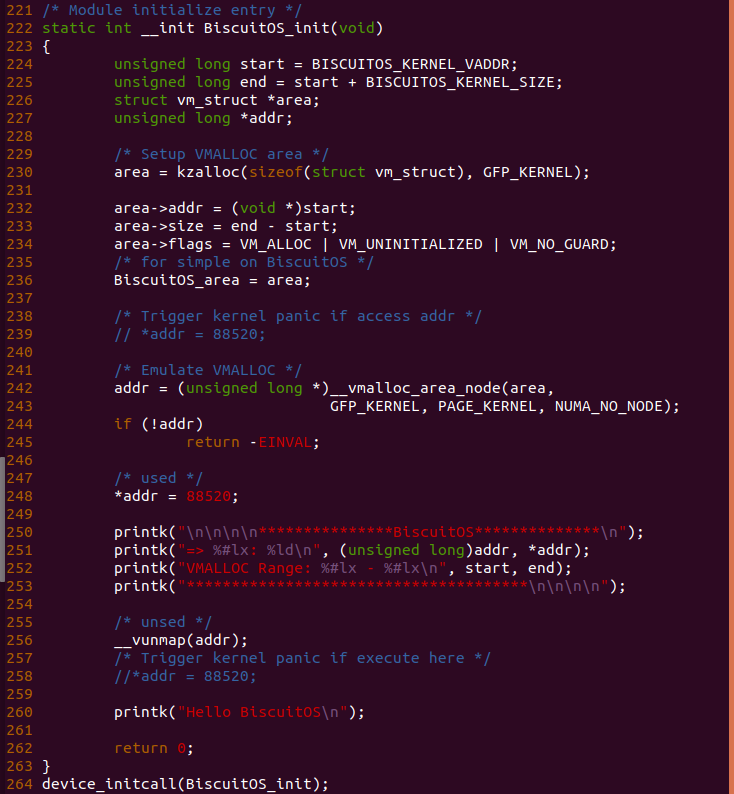 221 /* Module initialize entry */
222 static int __init BiscuitOS_init(void)
223 {
224         unsigned long start = BISCUITOS_KERNEL_VADDR;
225         unsigned long end = start + BISCUITOS_KERNEL_SIZE;
226         struct vm_struct *area;
227         unsigned long *addr;
228
229         /* Setup VMALLOC area */
230         area = kzalloc(sizeof(struct vm_struct), GFP_KERNEL);
231
232         area->addr = (void *)start;
233         area->size = end - start;
234         area->flags = VM_ALLOC | VM_UNINITIALIZED | VM_NO_GUARD;
235         /* for simple on BiscuitOS */
236         BiscuitOS_area = area;
237
238         /* Trigger kernel panic if access addr */
239         // *addr = 88520;
240
241         /* Emulate VMALLOC */
242         addr = (unsigned long *)__vmalloc_area_node(area,
243                                 GFP_KERNEL, PAGE_KERNEL, NUMA_NO_NODE);
244         if (!addr)
245                 return -EINVAL;
246
247         /* used */
248         *addr = 88520;
249
250         printk("\n\n\n\n***************BiscuitOS**************\n");
251         printk("=> %#lx: %ld\n", (unsigned long)addr, *addr);
252         printk("VMALLOC Range: %#lx - %#lx\n", start, end);
253         printk("**************************************\n\n\n\n");
254
255         /* unsed */
256         __vunmap(addr);
257         /* Trigger kernel panic if execute here */
258         //*addr = 88520;
259
260         printk("Hello BiscuitOS\n");
261
262         return 0;
263 }
264 device_initcall(BiscuitOS_init);